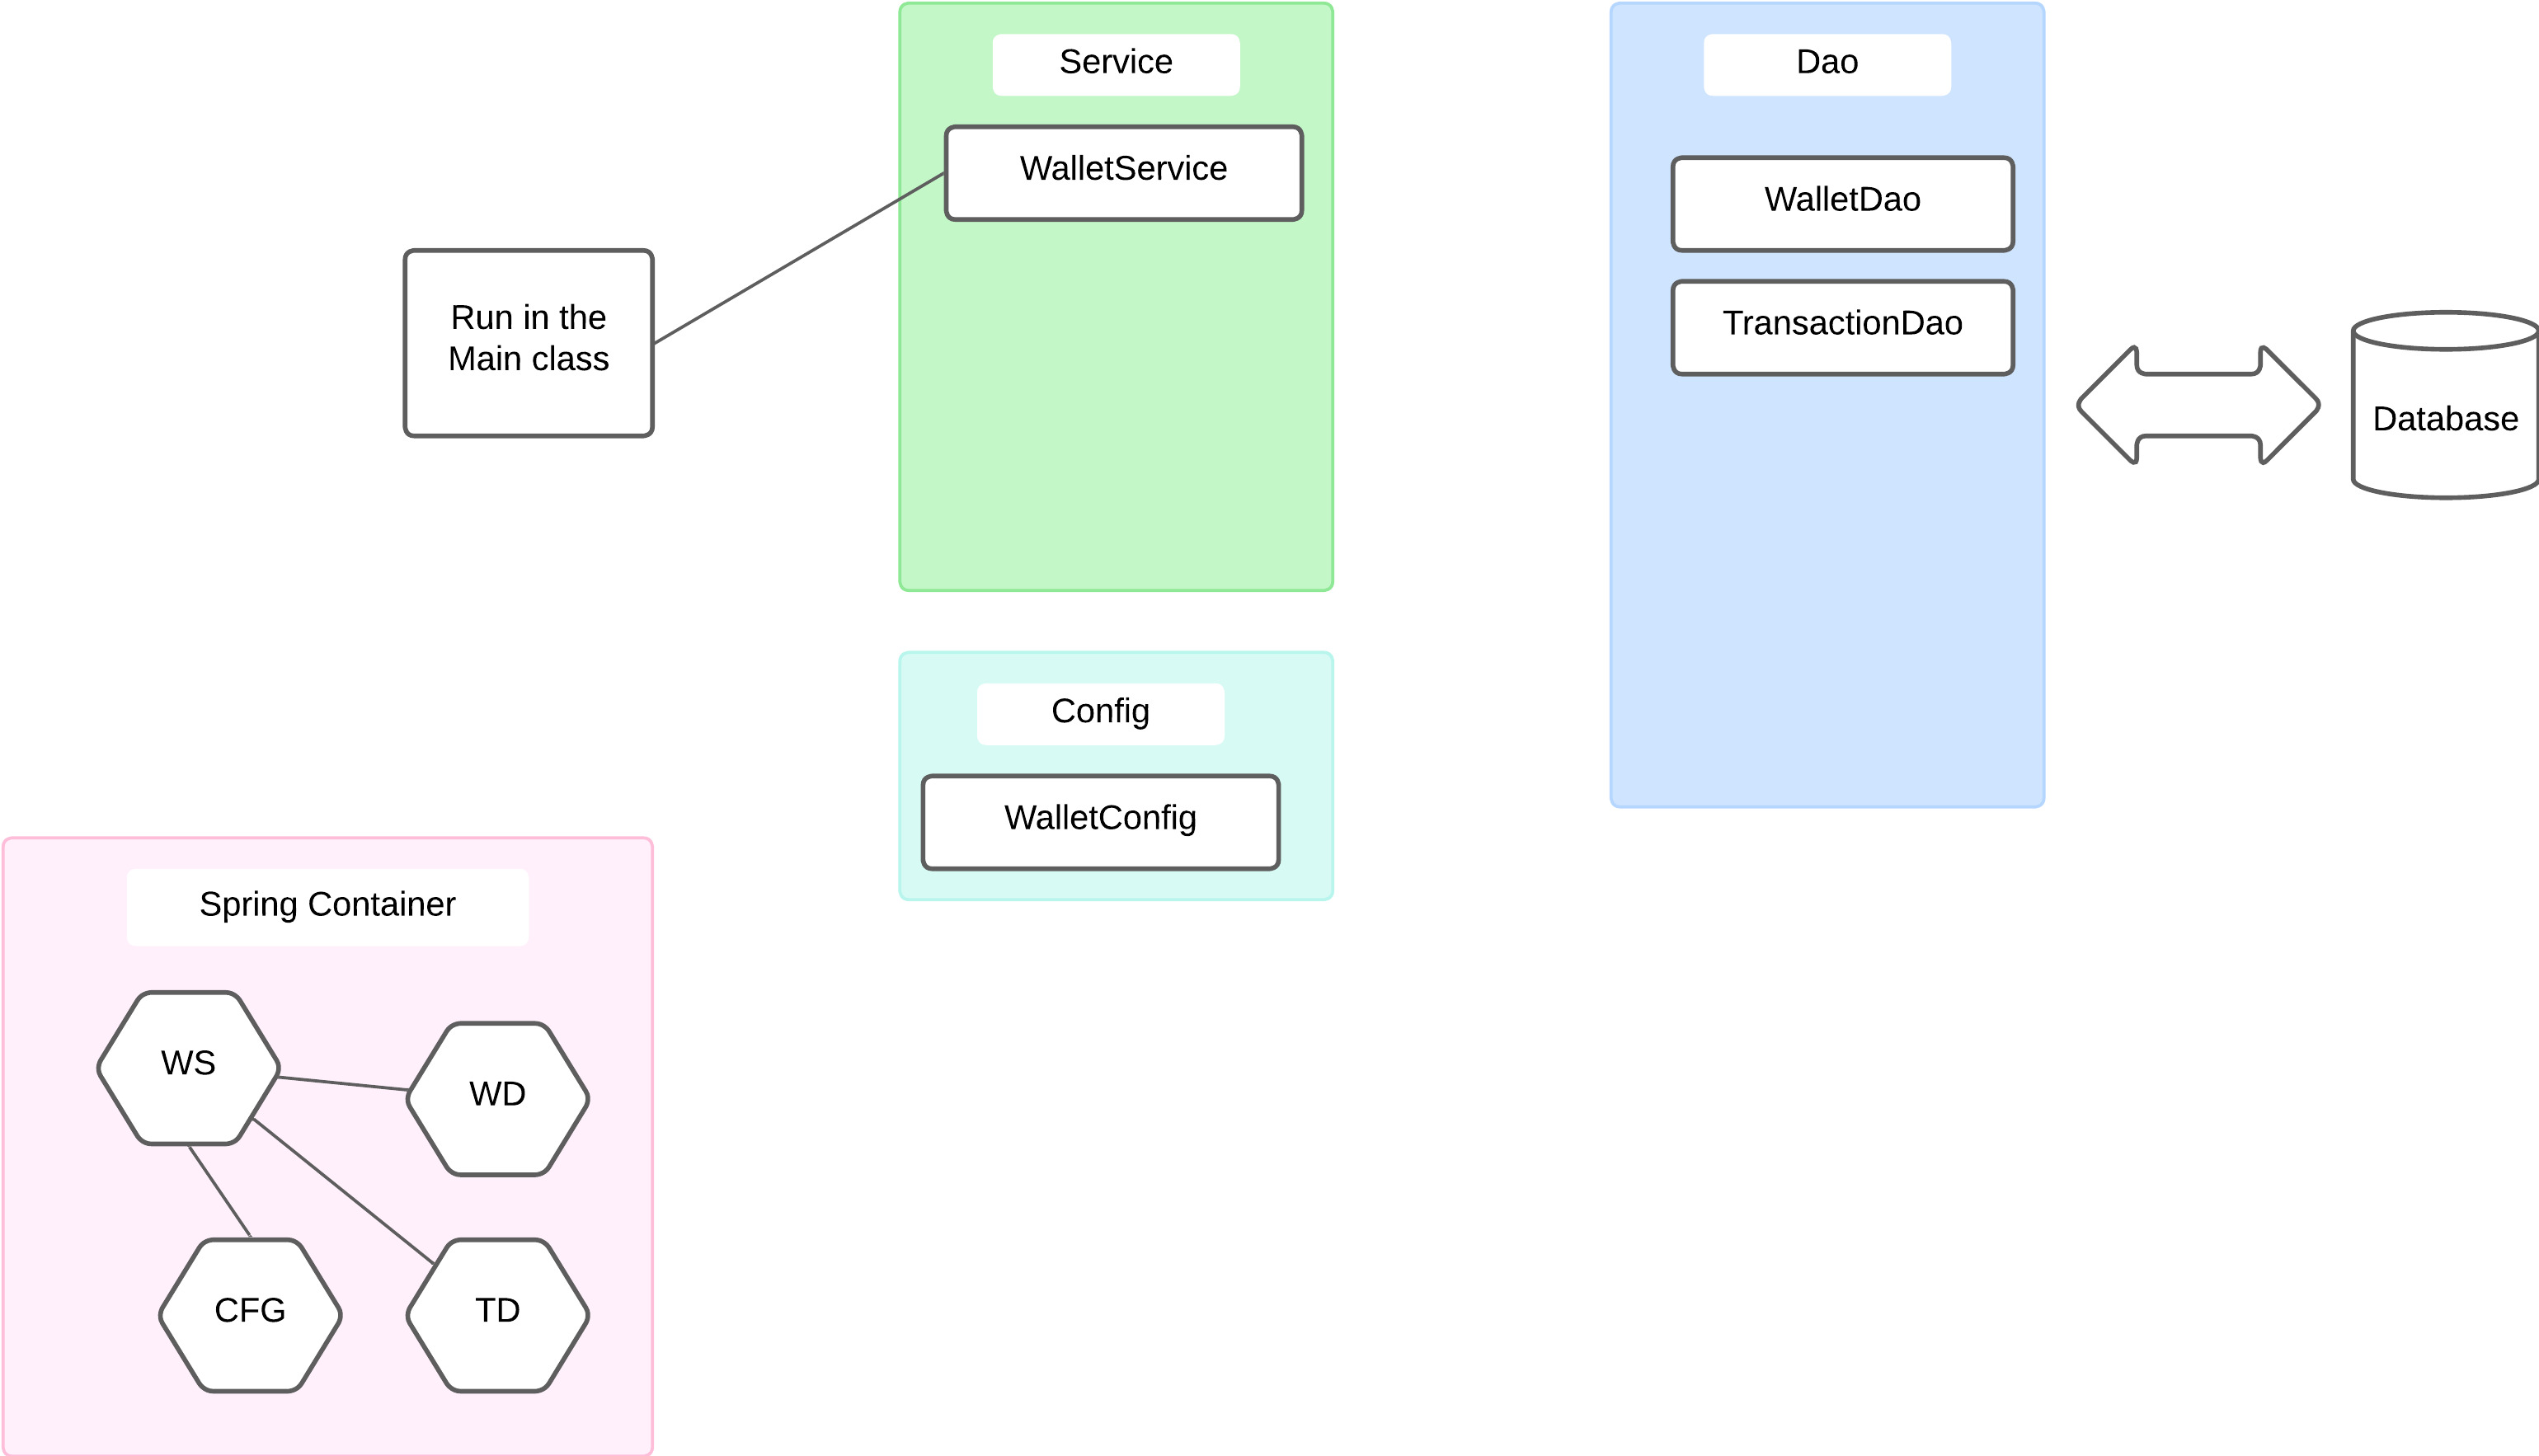 Service
WalletService
Dao
WalletDao
TransactionDao
Run in the
Main class
Database
Config
WalletConfig
Spring Container
WS
WD
CFG
TD